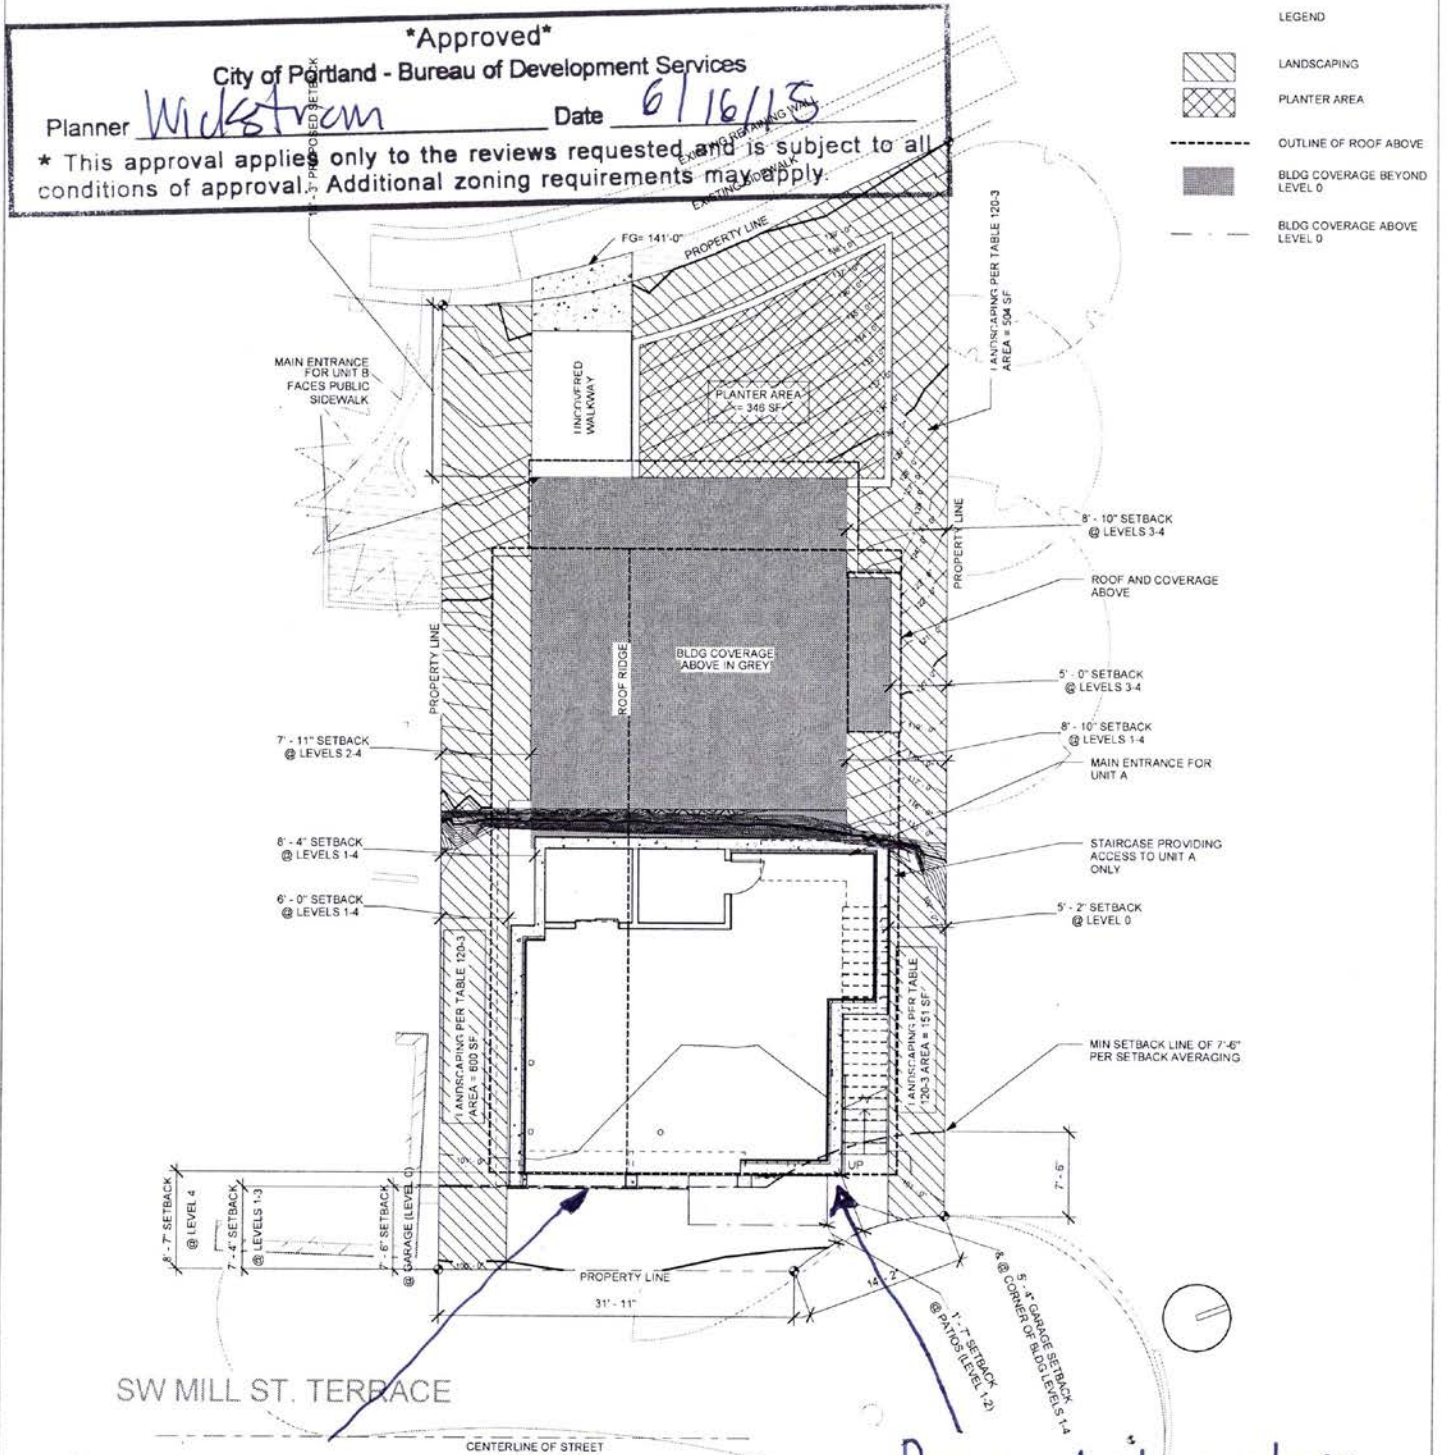 *Approved*
City of Portland - Bureau of Development Services
Planner Wickstrom Date 6/16/15
* This approval applies only to the reviews requested and is subject to all
conditions of approval. Additional zoning requirements may apply.
LEGEND
LANDSCAPING
PLANTER AREA
OUTLINE OF ROOF ABOVE
BLDG COVERAGE BEYOND
LEVEL 0
BLDG COVERAGE ABOVE
LEVEL 0
PROPOSED SETBACK
EXISTING RETAINING WALL
EXISTING SIDEWALK
PROPERTY LINE
FG= 141'-0"
LANDSCAPING PER TABLE 120-3
AREA = 504 SF
MAIN ENTRANCE
FOR UNIT B
FACES PUBLIC
SIDEWALK
UNCOVERED
WALKWAY
PLANTER AREA
= 346 SF
PROPERTY LINE
8' - 10" SETBACK
@ LEVELS 3-4
ROOF AND COVERAGE
ABOVE
PROPERTY LINE
ROOF RIDGE
BLDG COVERAGE
ABOVE IN GREY
5' - 0" SETBACK
@ LEVELS 3-4
7' - 11" SETBACK
@ LEVELS 2-4
8' - 10" SETBACK
@ LEVELS 1-4
MAIN ENTRANCE FOR
UNIT A
8' - 4" SETBACK
@ LEVELS 1-4
STAIRCASE PROVIDING
ACCESS TO UNIT A
ONLY
6' - 0" SETBACK
@ LEVELS 1-4
5' - 2" SETBACK
@ LEVEL 0
LANDSCAPING PER TABLE 120-3
AREA = 600 SF
LANDSCAPING PER TABLE
120-3 AREA = 151 SF
MIN SETBACK LINE OF 7'-6"
PER SETBACK AVERAGING
UP
7' - 6"
8' - 7" SETBACK
@ LEVEL 4
7' - 4" SETBACK
@ LEVELS 1-3
7' - 6" SETBACK
@ GARAGE (LEVEL 0)
PROPERTY LINE
31' - 11"
14' - 2"
1' - 7" SETBACK
@ PATIOS (LEVEL 1-2)
5' - 4" GARAGE SETBACK
& @ CORNER OF BLDG LEVELS 1-4
SW MILL ST. TERRACE
CENTERLINE OF STREET